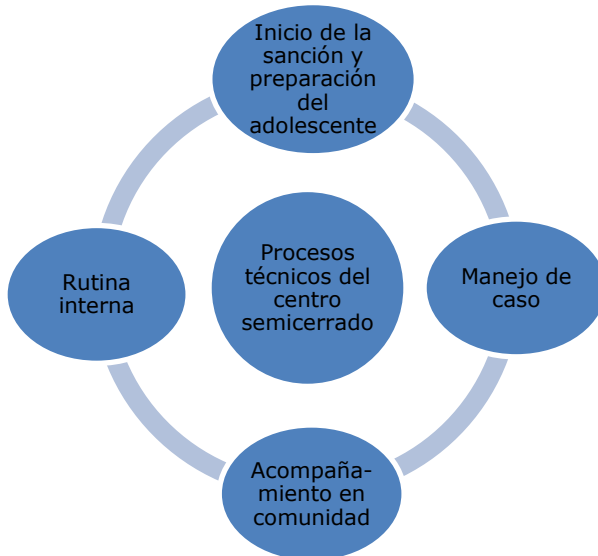 Inicio de la
sanción y
preparación
del
adolescente
Procesos
técnicos del
centro
semicerrado
Rutina
interna
Manejo de
caso
Acompaña-
miento en
comunidad